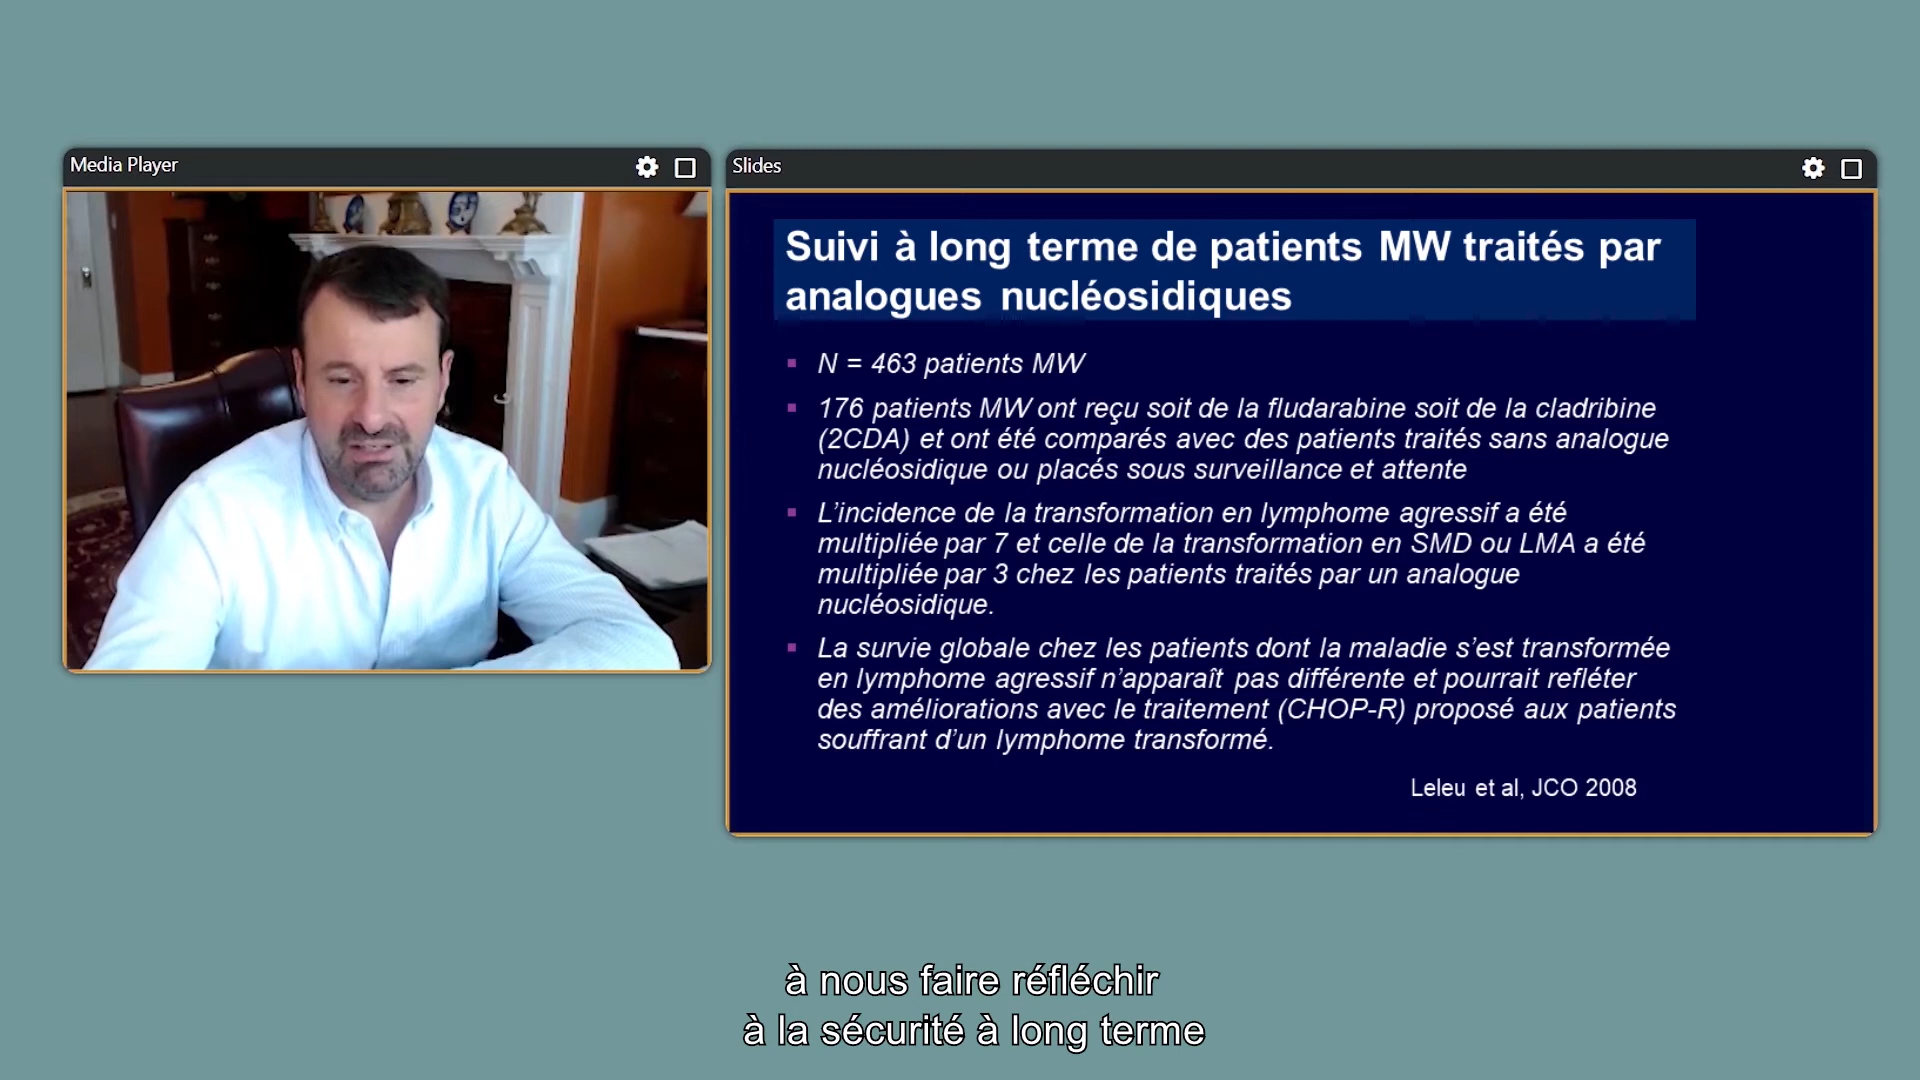 Media Player
Slides
Suivi à long terme de patients MW traités par
analogues nucléosidiques
▪ N = 463 patients MW
▪ 176 patients MW ont reçu soit de la fludarabine soit de la cladribine
(2CDA) et ont été comparés avec des patients traités sans analogue
nucléosidique ou placés sous surveillance et attente
▪ L’incidence de la transformation en lymphome agressif a été
multipliée par 7 et celle de la transformation en SMD ou LMA a été
multipliée par 3 chez les patients traités par un analogue
nucléosidique.
▪ La survie globale chez les patients dont la maladie s’est transformée
en lymphome agressif n’apparaît pas différente et pourrait refléter
des améliorations avec le traitement (CHOP-R) proposé aux patients
souffrant d’un lymphome transformé.
Leleu et al, JCO 2008
à nous faire réfléchir
à la sécurité à long terme